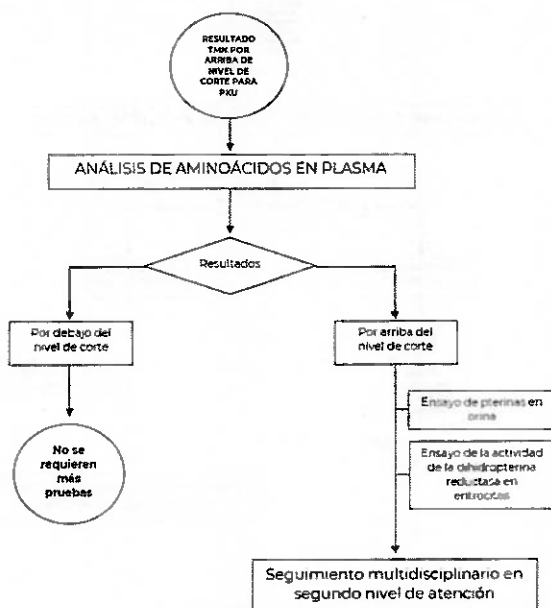 RESULTADO
TMN POR
ARRIBA DE
NIVEL DE
CORTE PARA
PKU
ANÁLISIS DE AMINOÁCIDOS EN PLASMA
Resultados
Por debajo del
nivel de corte
Por arriba del
nivel de corte
No se
requieren
más
pruebas
Ensayo de pterinas en
orina
Ensayo de la actividad
de la dihidropterina
reductasa en
eritrocitos
Seguimiento multidisciplinario en
segundo nivel de atención